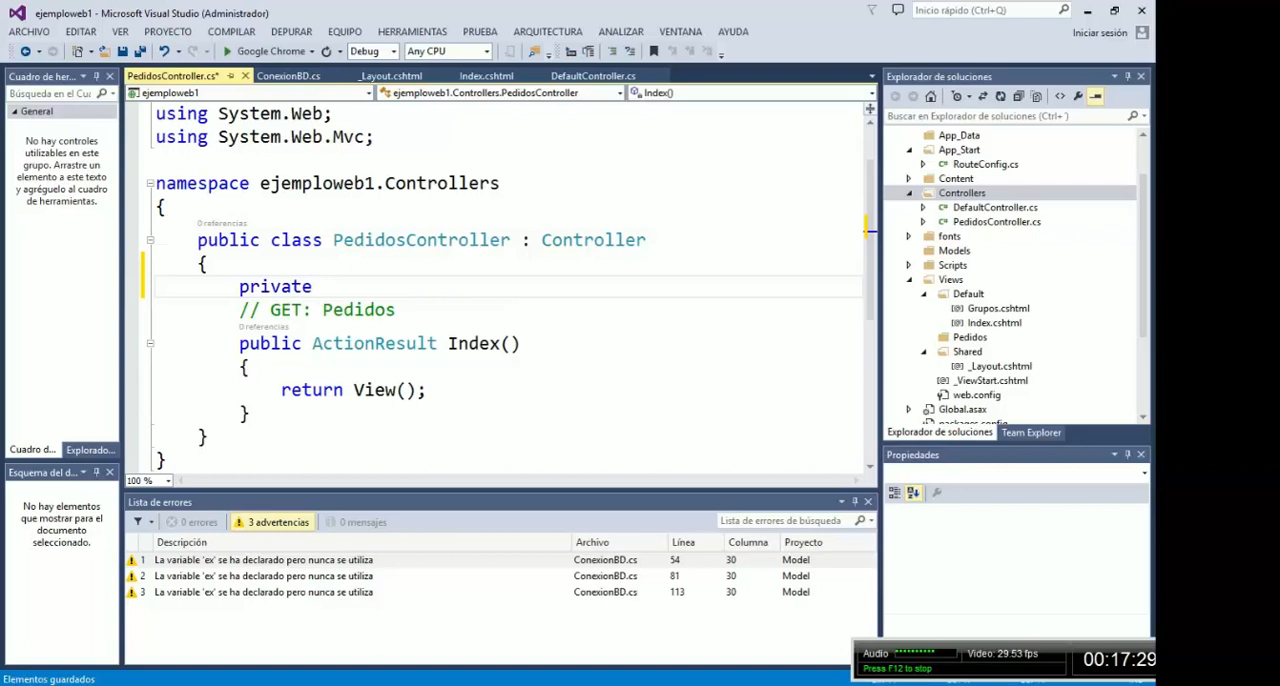 ejemploweb1 - Microsoft Visual Studio (Administrador)
Inicio rápido (Ctrl+Q)
ARCHIVO EDITAR VER PROYECTO COMPILAR DEPURAR EQUIPO HERRAMIENTAS PRUEBA ARQUITECTURA ANALIZAR VENTANA AYUDA
Iniciar sesión
Google Chrome Debug Any CPU
Cuadro de her...
Búsqueda en el Cu
General
No hay controles
utilizables en este
grupo. Arrastre un
elemento a este texto
y agréguelo al cuadro
de herramientas.
Cuadro d... Explorado...
Esquema del d...
No hay elementos
que mostrar para el
documento
seleccionado.
PedidosController.cs* ConexionBD.cs _Layout.cshtml Index.cshtml DefaultController.cs
ejemploweb1 ejemploweb1.Controllers.PedidosController Index()
using System.Web;
using System.Web.Mvc;
namespace ejemploweb1.Controllers
{
0 referencias
public class PedidosController : Controller
{
private
// GET: Pedidos
0 referencias
public ActionResult Index()
{
return View();
}
}
}
100 %
Lista de errores
0 errores 3 advertencias 0 mensajes Lista de errores de búsqueda
Descripción Archivo Línea Columna Proyecto
1 La variable 'ex' se ha declarado pero nunca se utiliza ConexionBD.cs 54 30 Model
2 La variable 'ex' se ha declarado pero nunca se utiliza ConexionBD.cs 81 30 Model
3 La variable 'ex' se ha declarado pero nunca se utiliza ConexionBD.cs 113 30 Model
Explorador de soluciones
Buscar en Explorador de soluciones (Ctrl+')
App_Data
App_Start
C# RouteConfig.cs
Content
Controllers
C# DefaultController.cs
C# PedidosController.cs
fonts
Models
Scripts
Views
Default
Grupos.cshtml
Index.cshtml
Pedidos
Shared
_Layout.cshtml
_ViewStart.cshtml
web.config
Global.asax
packages.config
Explorador de soluciones Team Explorer
Propiedades
Audio Video: 29.53 fps
Press F12 to stop
00:17:29
Elementos guardados